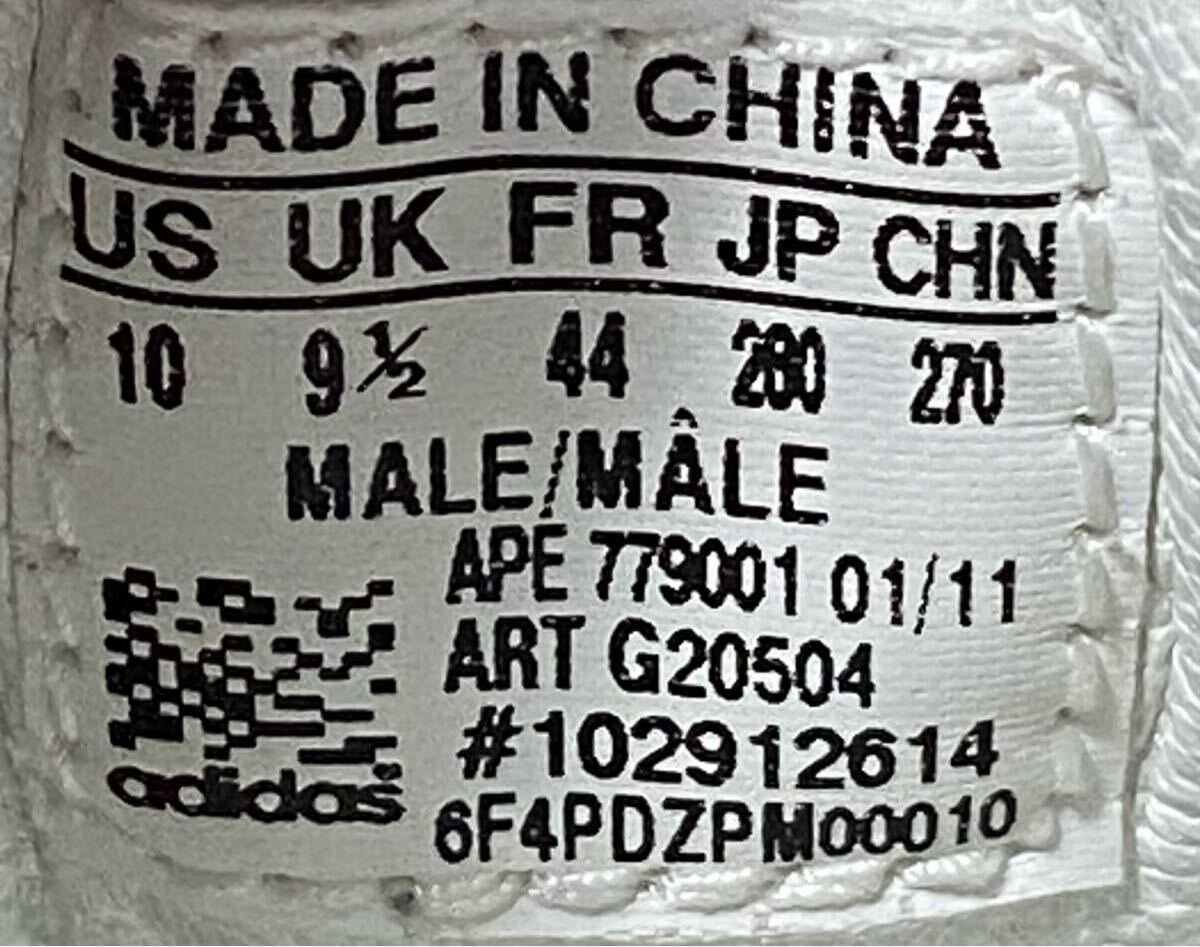 MADE IN CHINA
US UK FR JP CHN
10 9½ 44 280 270
MALE/MÂLE
APE 779001 01/11
ART G20504
#102912614
adidas
6F4PDZPM00010